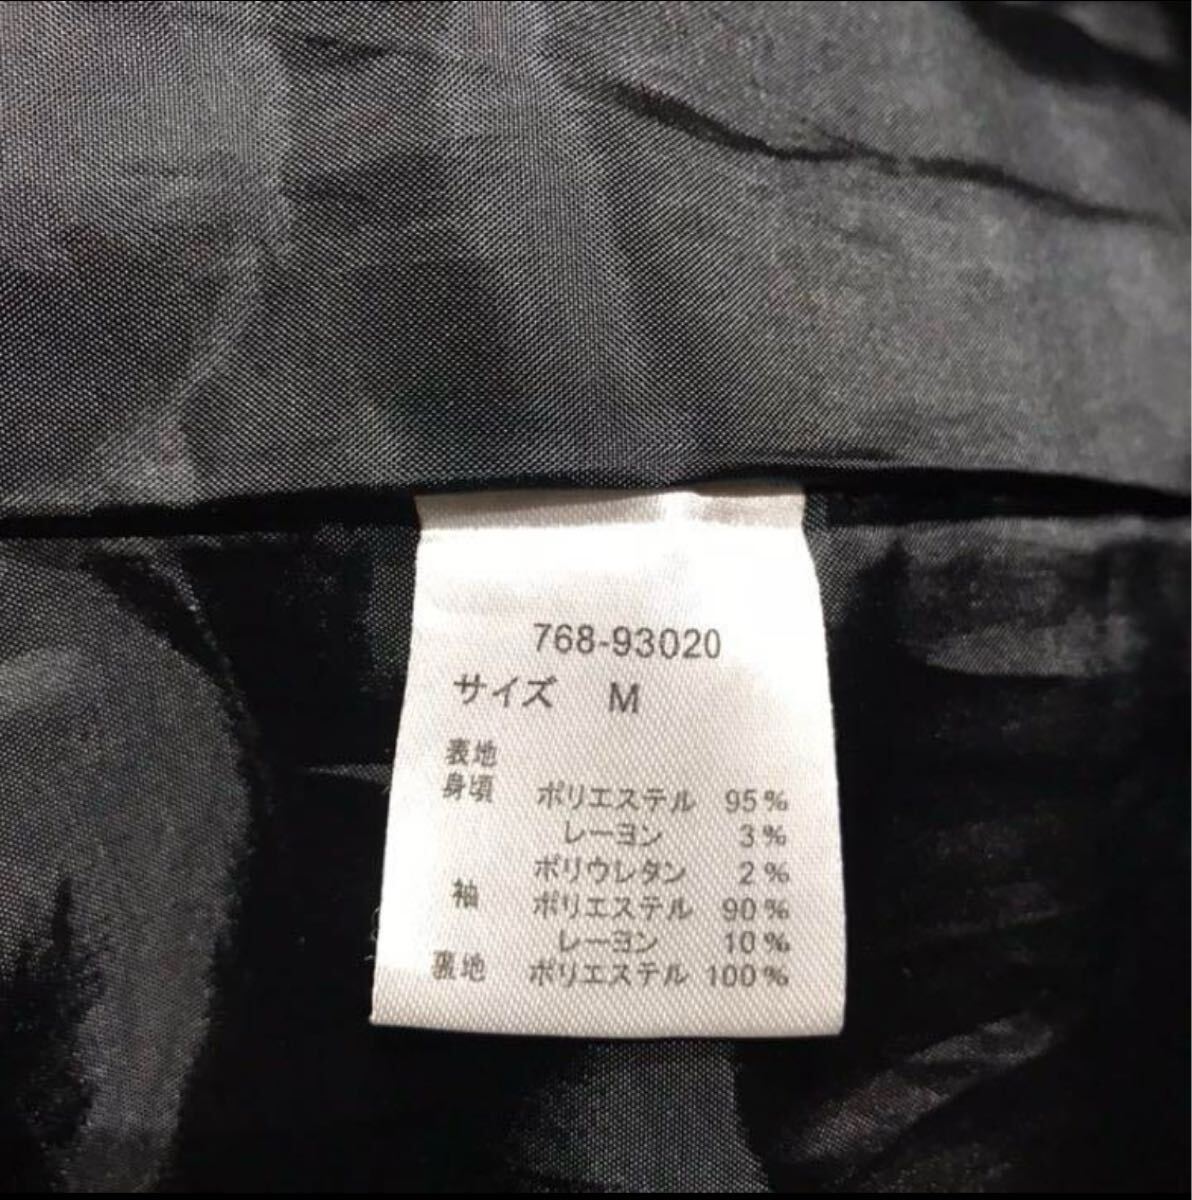 768-93020
サイズ M
表地
身頃 ポリエステル 95%
レーヨン 3%
ポリウレタン 2%
袖 ポリエステル 90%
レーヨン 10%
裏地 ポリエステル 100%